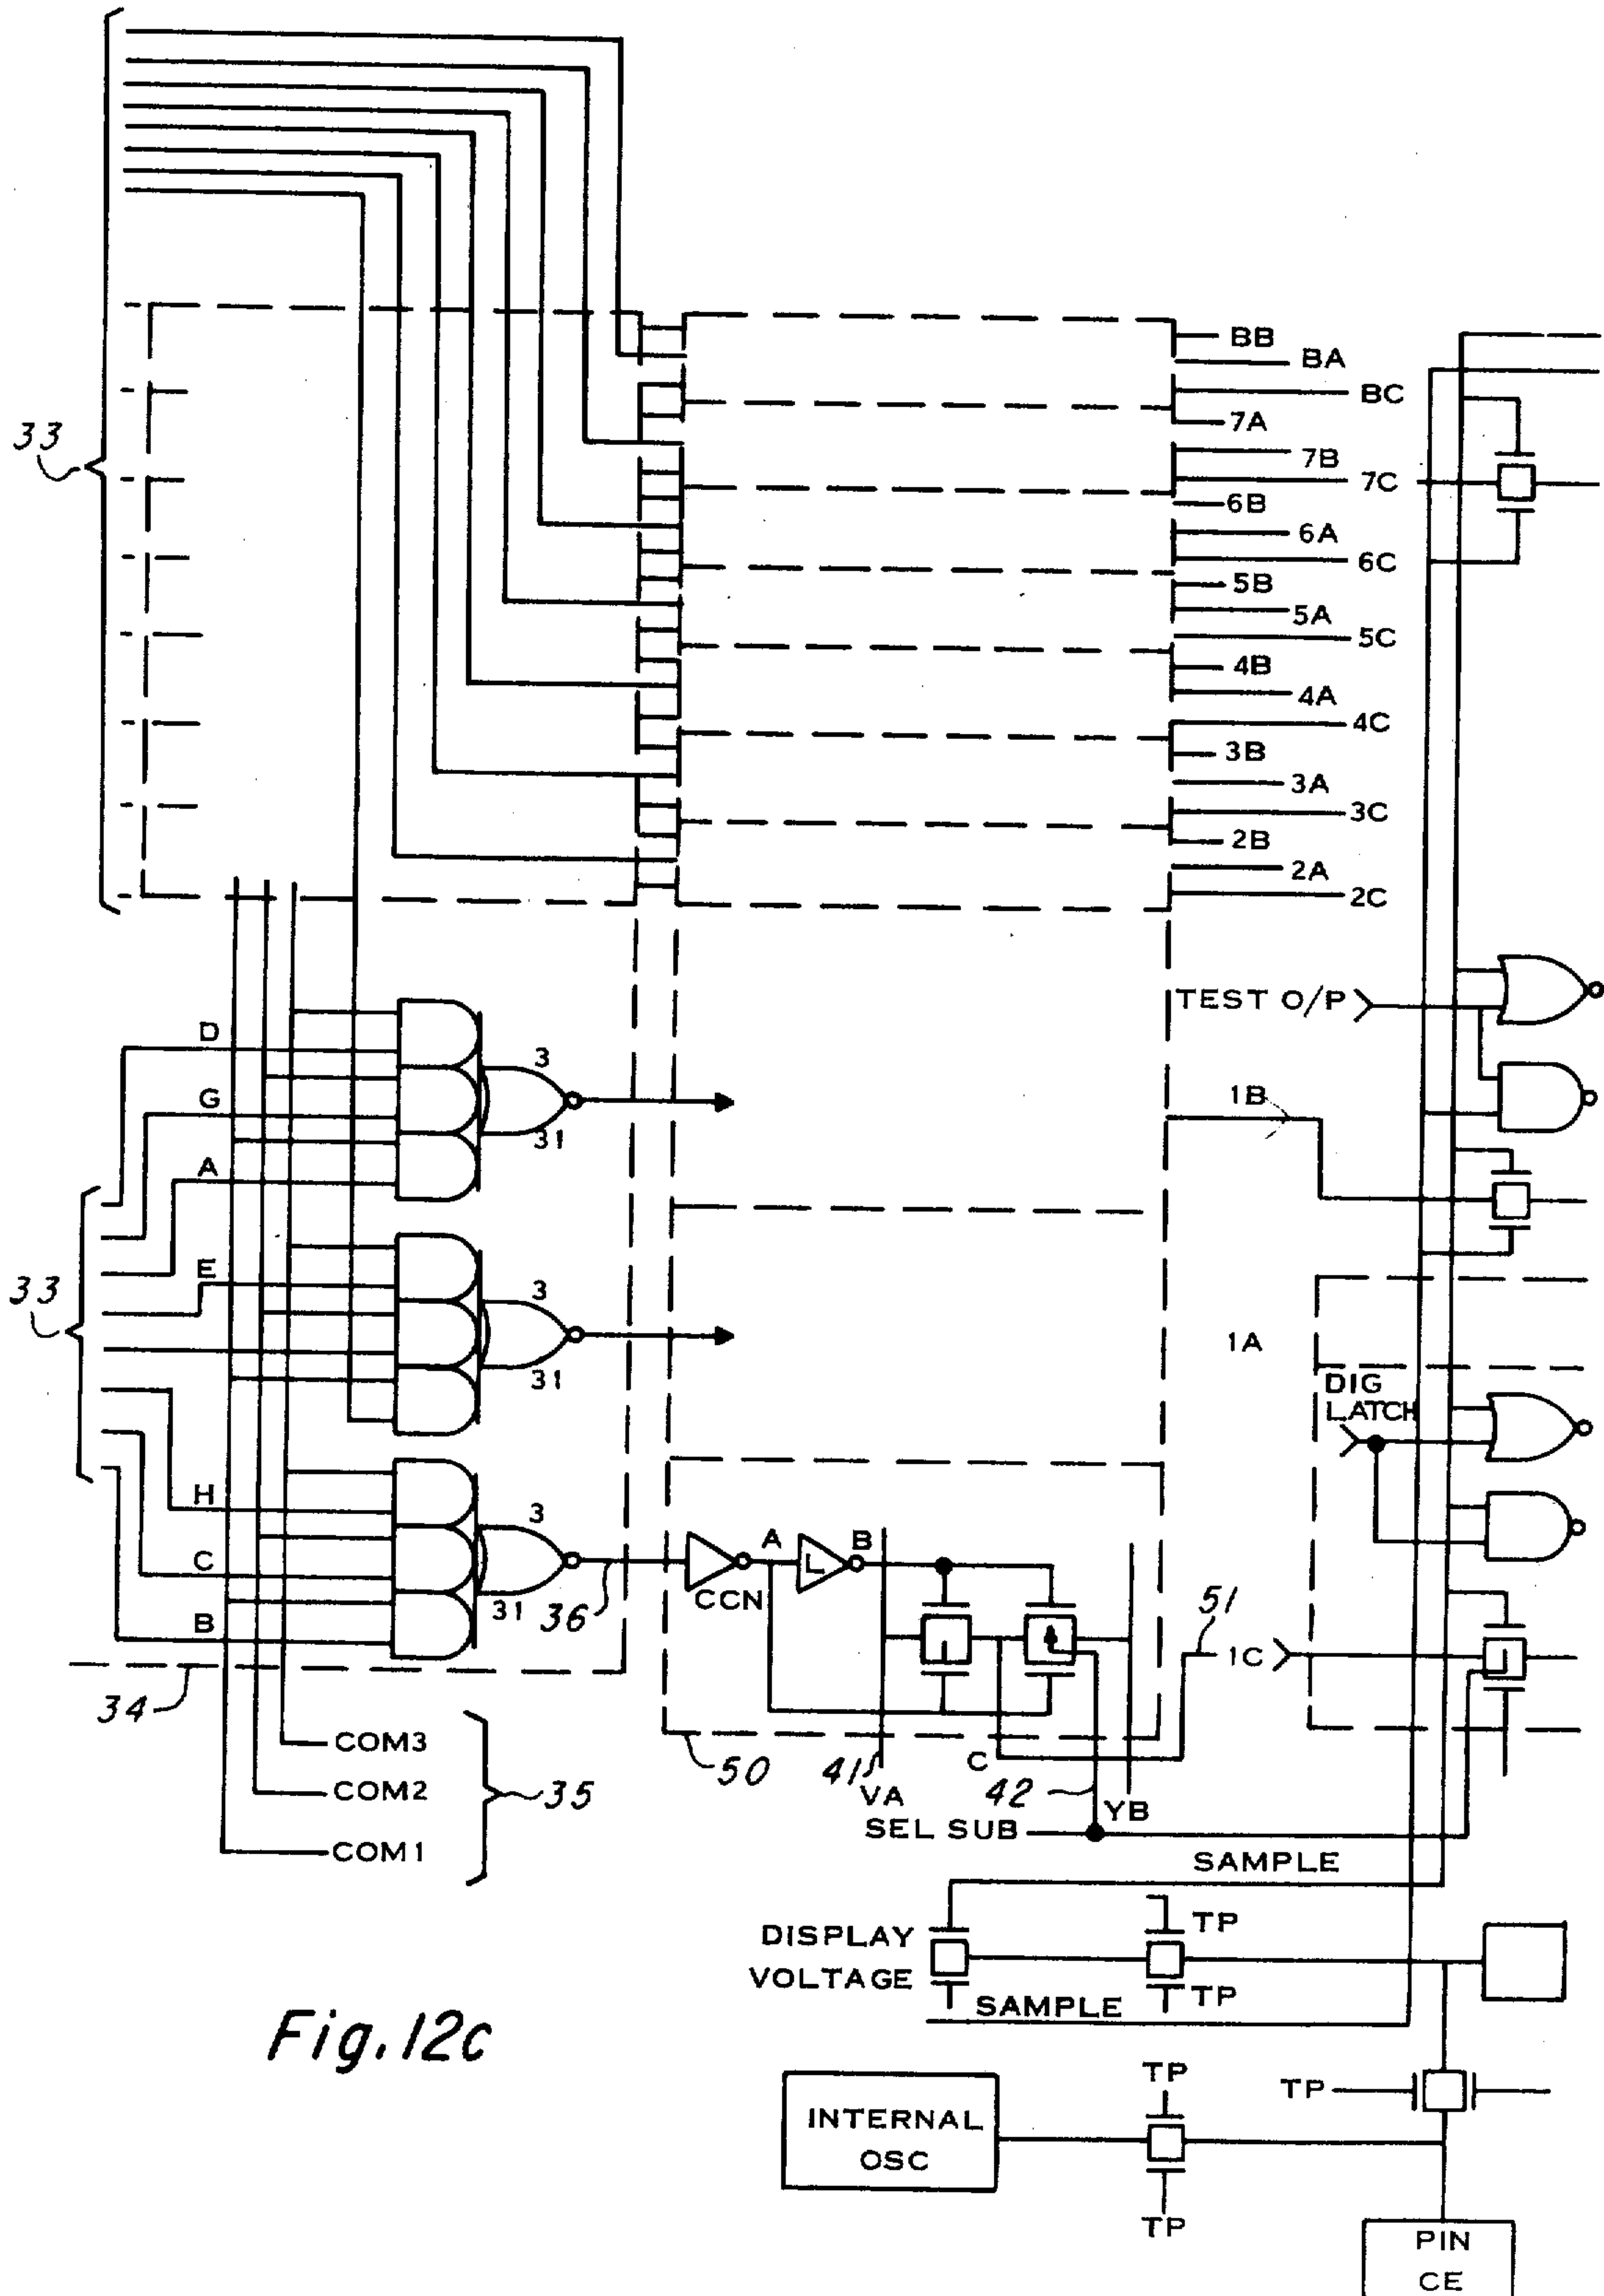 BB
BA
BC
33
7A
7B
7C
6B
6A
6C
5B
5A
5C
4B
4A
4C
3B
3A
3C
2B
2A
2C
TEST O/P
D
3
G
1B
31
A
33
E
3
1A
31
DIG
LATCH
H
3
A
B
C
CCN
L
31
36
51
B
1C
34
COM3
50
41
C
42
35
COM2
VA
YB
SEL SUB
COM1
SAMPLE
TP
DISPLAY
VOLTAGE
TP
SAMPLE
Fig. 12c
TP
TP
INTERNAL
OSC
TP
PIN
CE